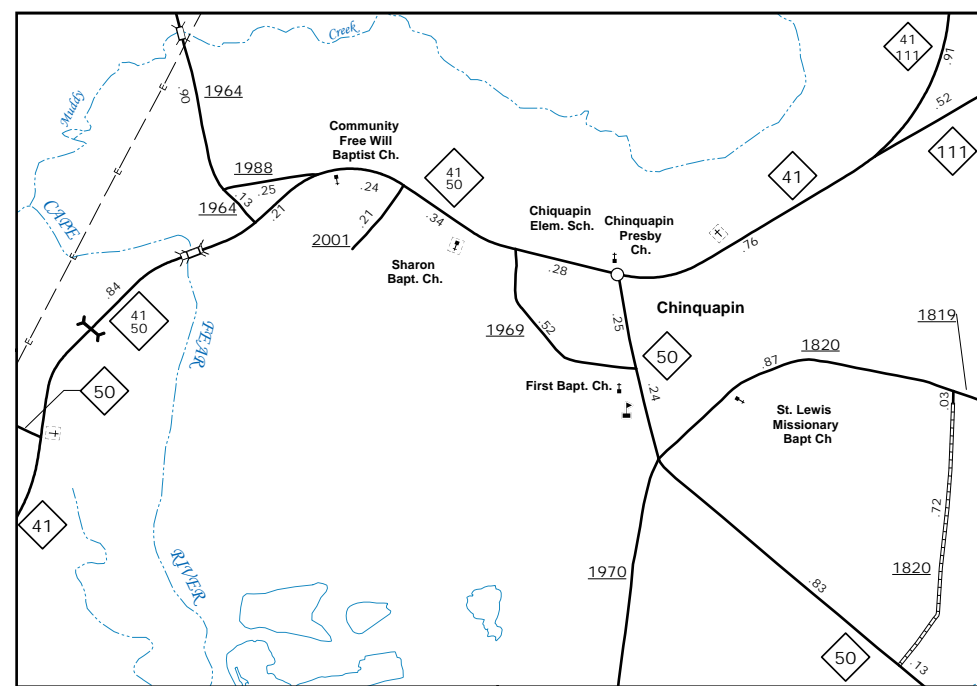 Creek
41
111
.91
.52
111
1964
.90
Muddy
Community
Free Will
Baptist Ch.
41
50
41
1988
.25
.13
1964
.21
.24
.21
2001
.34
E
E
E
CAPE
Sharon
Bapt. Ch.
Chiquapin
Elem. Sch.
Chinquapin
Presby
Ch.
.76
.28
.84
41
50
FEAR
1969
.52
.25
Chinquapin
1819
50
1820
.87
50
First Bapt. Ch.
.24
St. Lewis
Missionary
Bapt Ch
.03
41
.72
RIVER
1970
.83
1820
50
.13